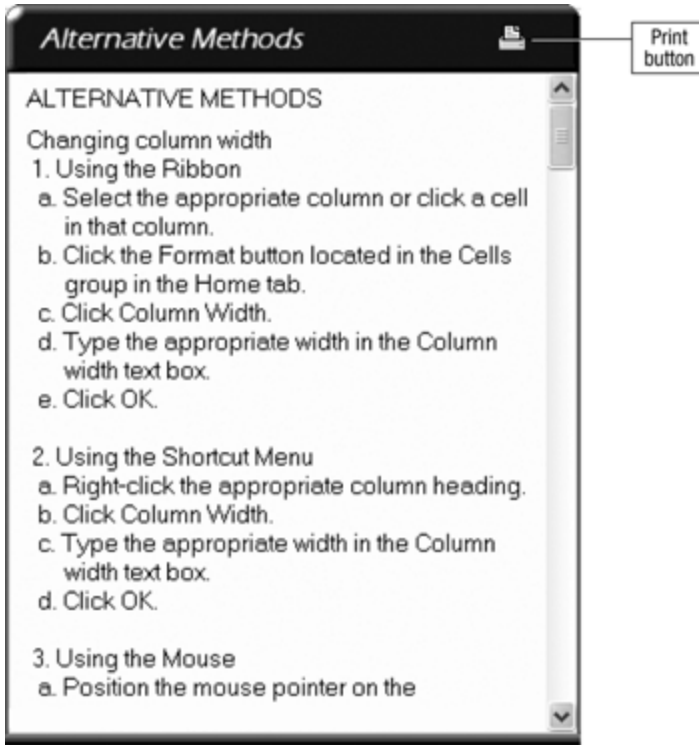 Alternative Methods
Print
button
ALTERNATIVE METHODS
Changing column width
1. Using the Ribbon
a. Select the appropriate column or click a cell
in that column.
b. Click the Format button located in the Cells
group in the Home tab.
c. Click Column Width.
d. Type the appropriate width in the Column
width text box.
e. Click OK.
2. Using the Shortcut Menu
a. Right-click the appropriate column heading.
b. Click Column Width.
c. Type the appropriate width in the Column
width text box.
d. Click OK.
3. Using the Mouse
a. Position the mouse pointer on the